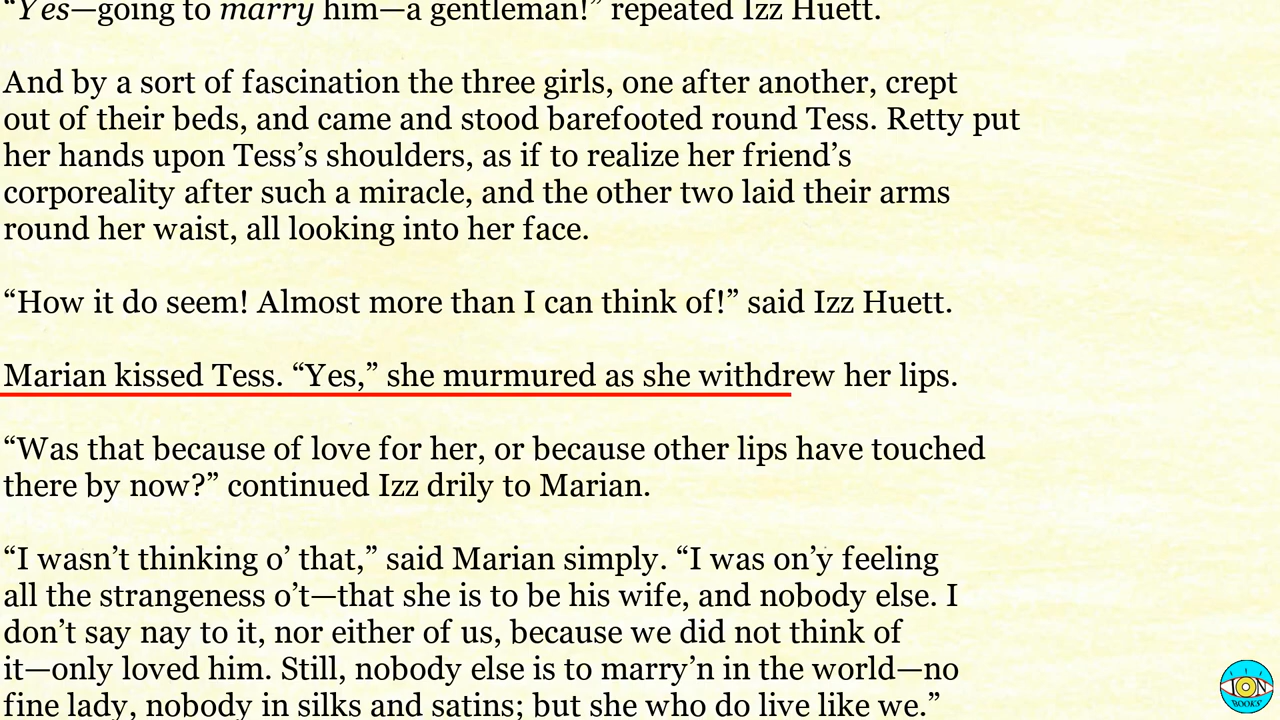 “Yes—going to marry him—a gentleman!” repeated Izz Huett.
And by a sort of fascination the three girls, one after another, crept
out of their beds, and came and stood barefooted round Tess. Retty put
her hands upon Tess’s shoulders, as if to realize her friend’s
corporeality after such a miracle, and the other two laid their arms
round her waist, all looking into her face.
“How it do seem! Almost more than I can think of!” said Izz Huett.
Marian kissed Tess. “Yes,” she murmured as she withdrew her lips.
“Was that because of love for her, or because other lips have touched
there by now?” continued Izz drily to Marian.
“I wasn’t thinking o’ that,” said Marian simply. “I was on’y feeling
all the strangeness o’t—that she is to be his wife, and nobody else. I
don’t say nay to it, nor either of us, because we did not think of
it—only loved him. Still, nobody else is to marry’n in the world—no
fine lady, nobody in silks and satins; but she who do live like we.”
ION
BOOKS